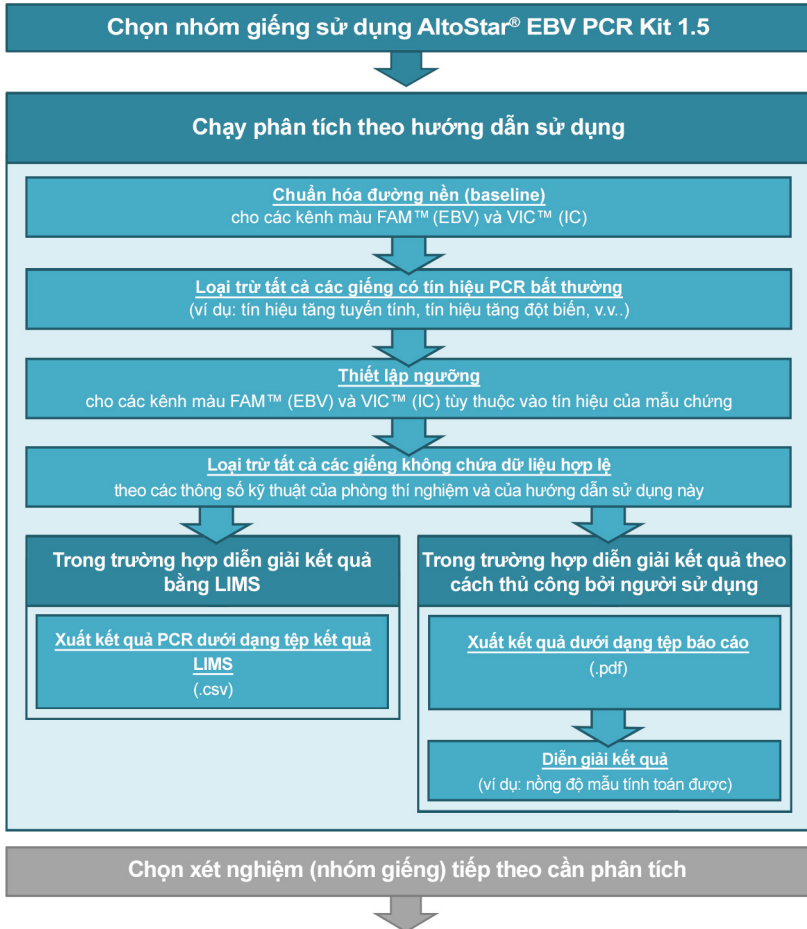 Chọn nhóm giếng sử dụng AltoStar® EBV PCR Kit 1.5
Chạy phân tích theo hướng dẫn sử dụng
Chuẩn hóa đường nền (baseline)
cho các kênh màu FAM™ (EBV) và VIC™ (IC)
Loại trừ tất cả các giếng có tín hiệu PCR bất thường
(ví dụ: tín hiệu tăng tuyến tính, tín hiệu tăng đột biến, v.v..)
Thiết lập ngưỡng
cho các kênh màu FAM™ (EBV) và VIC™ (IC) tùy thuộc vào tín hiệu của mẫu chứng
Loại trừ tất cả các giếng không chứa dữ liệu hợp lệ
theo các thông số kỹ thuật của phòng thí nghiệm và của hướng dẫn sử dụng này
Trong trường hợp diễn giải kết quả
bằng LIMS
Xuất kết quả PCR dưới dạng tệp kết quả
LIMS
(.csv)
Trong trường hợp diễn giải kết quả theo
cách thủ công bởi người sử dụng
Xuất kết quả dưới dạng tệp báo cáo
(.pdf)
Diễn giải kết quả
(ví dụ: nồng độ mẫu tính toán được)
Chọn xét nghiệm (nhóm giếng) tiếp theo cần phân tích